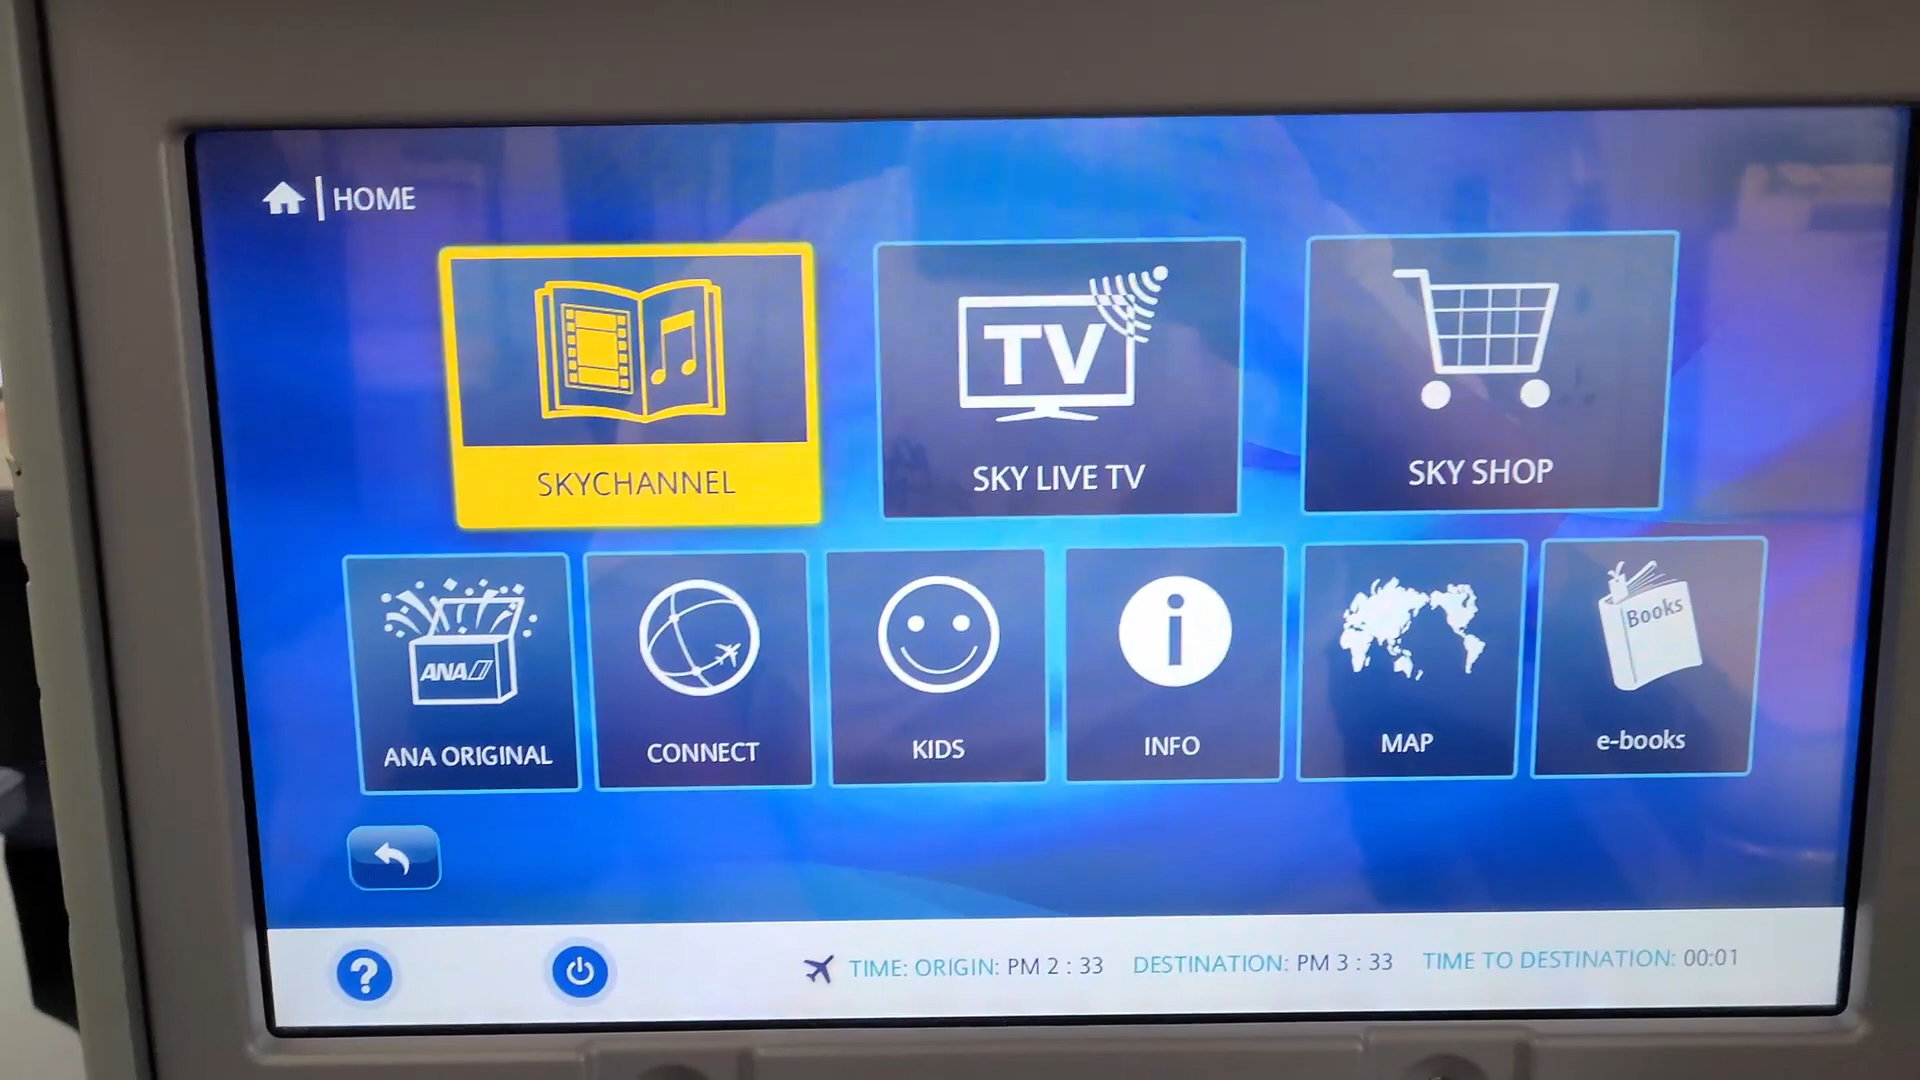 HOME
TV
SKYCHANNEL
SKY LIVE TV
SKY SHOP
ANA
Books
ANA ORIGINAL
CONNECT
KIDS
INFO
MAP
e-books
TIME: ORIGIN: PM 2 : 33 DESTINATION: PM 3 : 33 TIME TO DESTINATION: 00:01